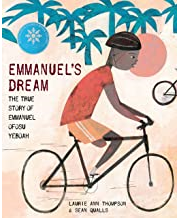 EMMANUEL'S
DREAM
THE TRUE
STORY OF
EMMANUEL
OFOSU
YEBOAH
LAURIE ANN THOMPSON
& SEAN QUALLS